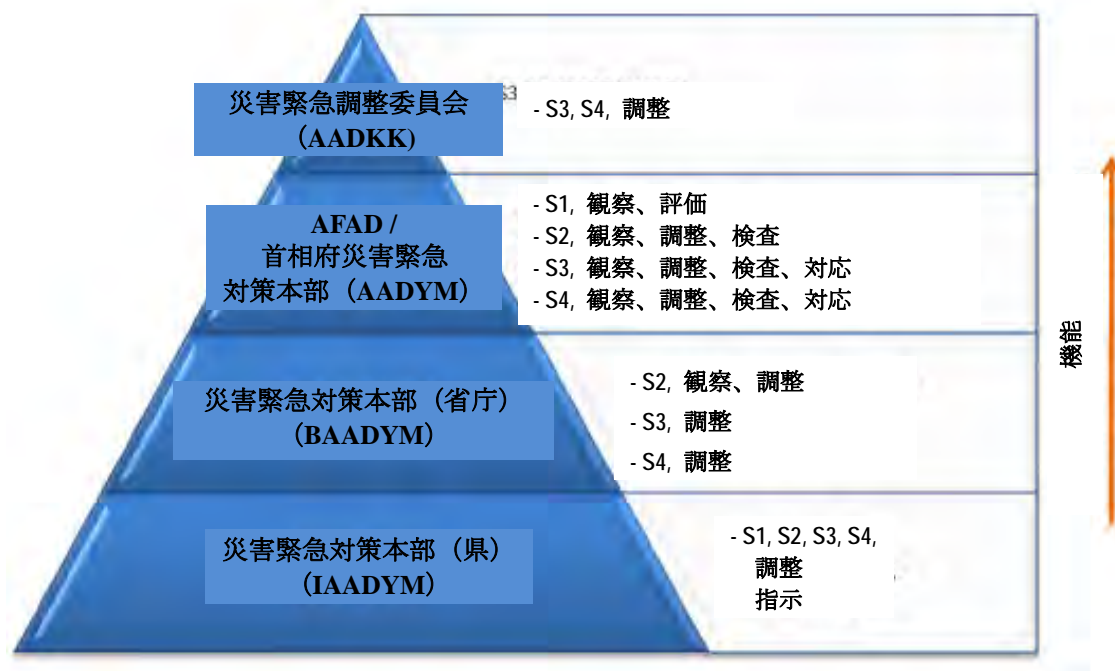 災害緊急調整委員会
(AADKK)
S3
- S3, S4, 調整
AFAD /
首相府災害緊急
対策本部(AADYM)
- S1, 観察、評価
- S2, 観察、調整、検査
- S3, 観察、調整、検査、対応
- S4, 観察、調整、検査、対応
災害緊急対策本部(省庁)
(BAADYM)
- S2, 観察、調整
- S3, 調整
- S4, 調整
災害緊急対策本部(県)
(IAADYM)
- S1, S2, S3, S4,
調整
指示
機能